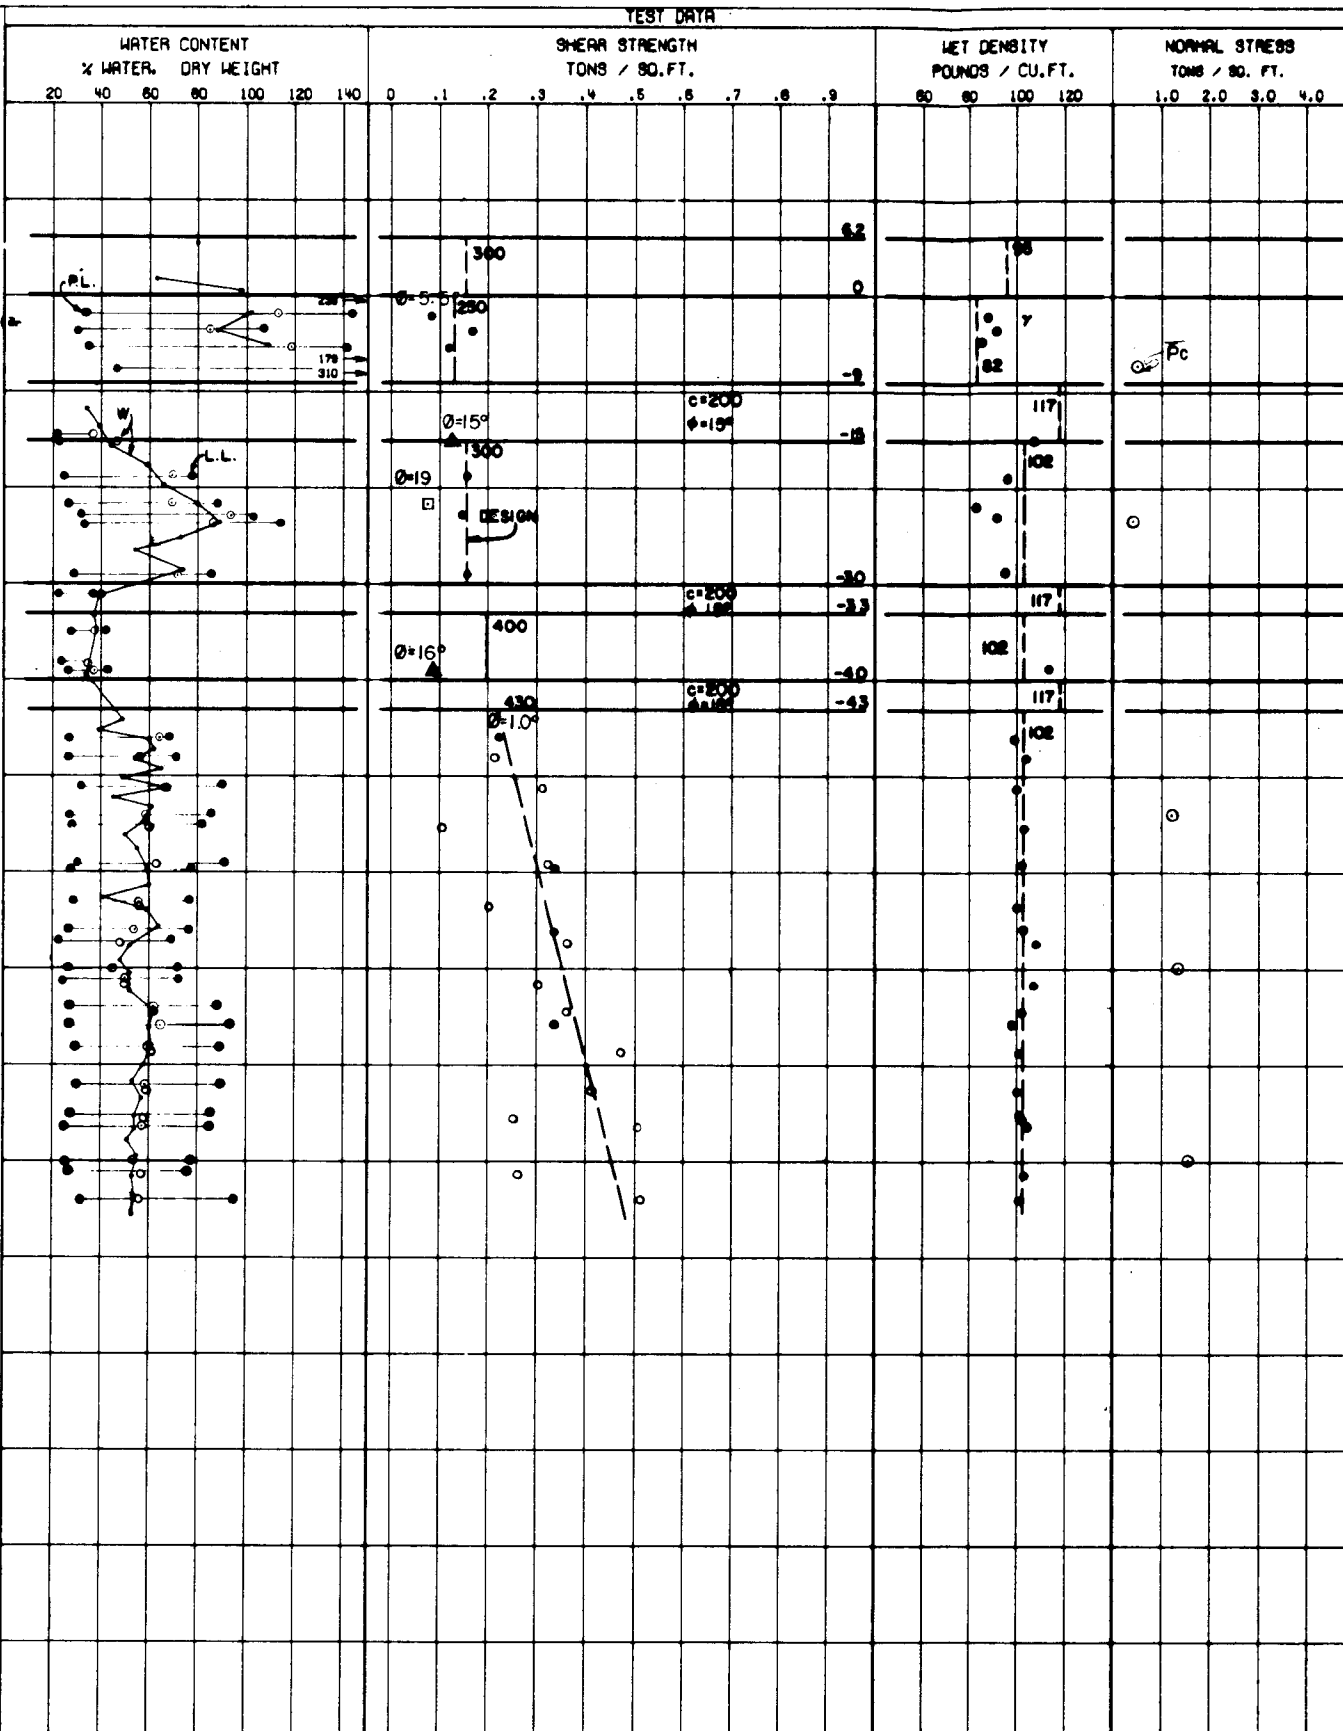 TEST DATA
WATER CONTENT
% WATER, DRY WEIGHT
SHEAR STRENGTH
TONS / SQ.FT.
WET DENSITY
POUNDS / CU.FT.
NORMAL STRESS
TONS / SQ. FT.
20 40 60 80 100 120 140
0 .1 .2 .3 .4 .5 .6 .7 .8 .9
60 80 100 120
1.0 2.0 3.0 4.0
6.2
300
P.L.
0
Ø=5.5
250
γ
179
310
82
P̄c
-9
c=200
117
W
Ø=15°
Φ=15°
-15
300
102
L.L.
Ø=19
DESIGN
-30
c=200
117
-33
400
102
Ø=16°
-40
c=200
117
430
-43
Ø=1.0°
102